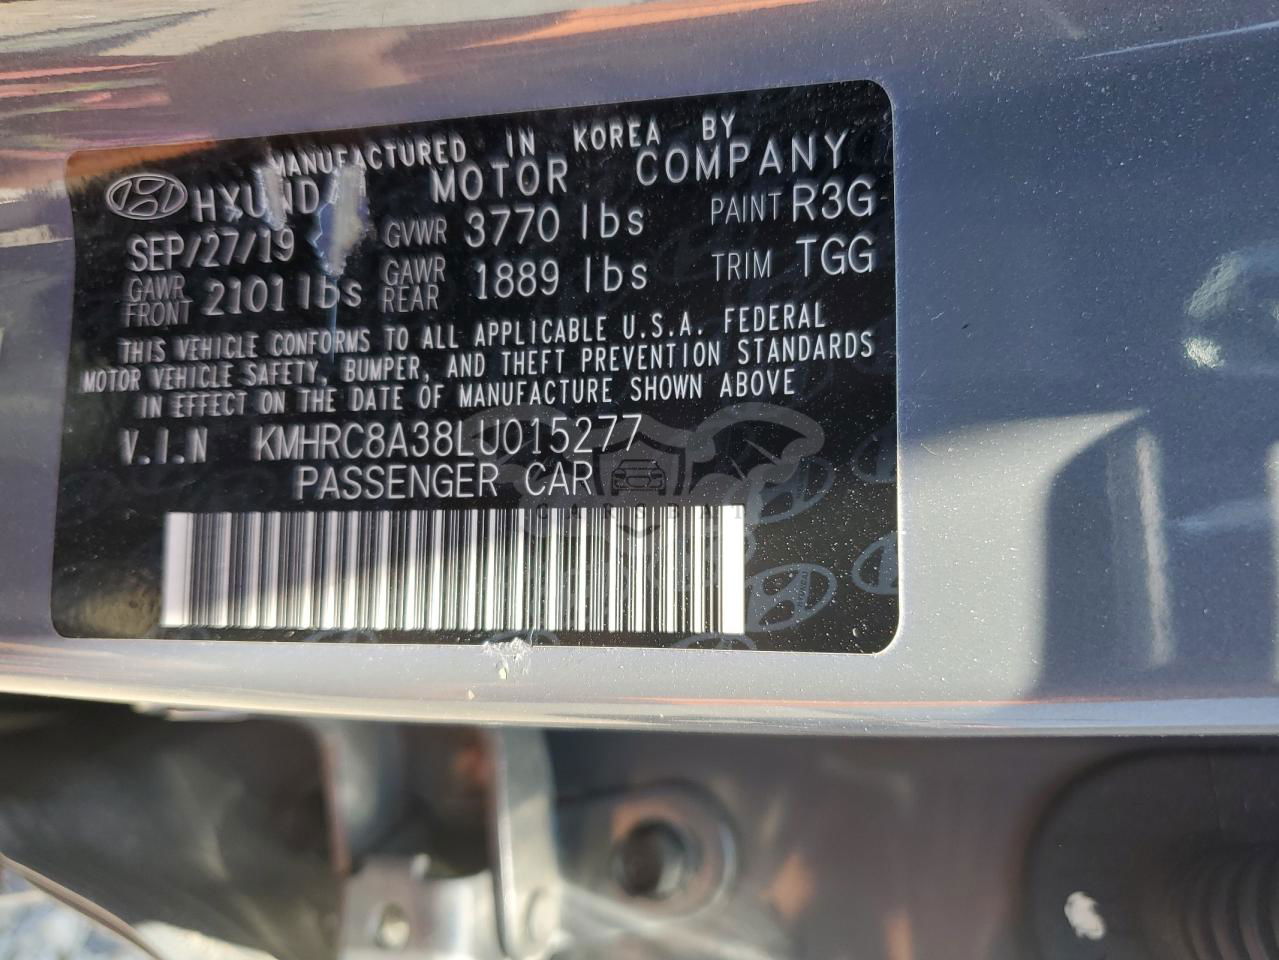 MANUFACTURED IN KOREA BY
HYUND MOTOR COMPANY
SEP/27/19 GVWR 3770 lbs PAINT R3G
GAWR FRONT 2101 lbs GAWR REAR 1889 lbs TRIM TGG
THIS VEHICLE CONFORMS TO ALL APPLICABLE U.S.A. FEDERAL
MOTOR VEHICLE SAFETY, BUMPER, AND THEFT PREVENTION STANDARDS
IN EFFECT ON THE DATE OF MANUFACTURE SHOWN ABOVE
V.I.N KMHRC8A38LU015277
PASSENGER CAR